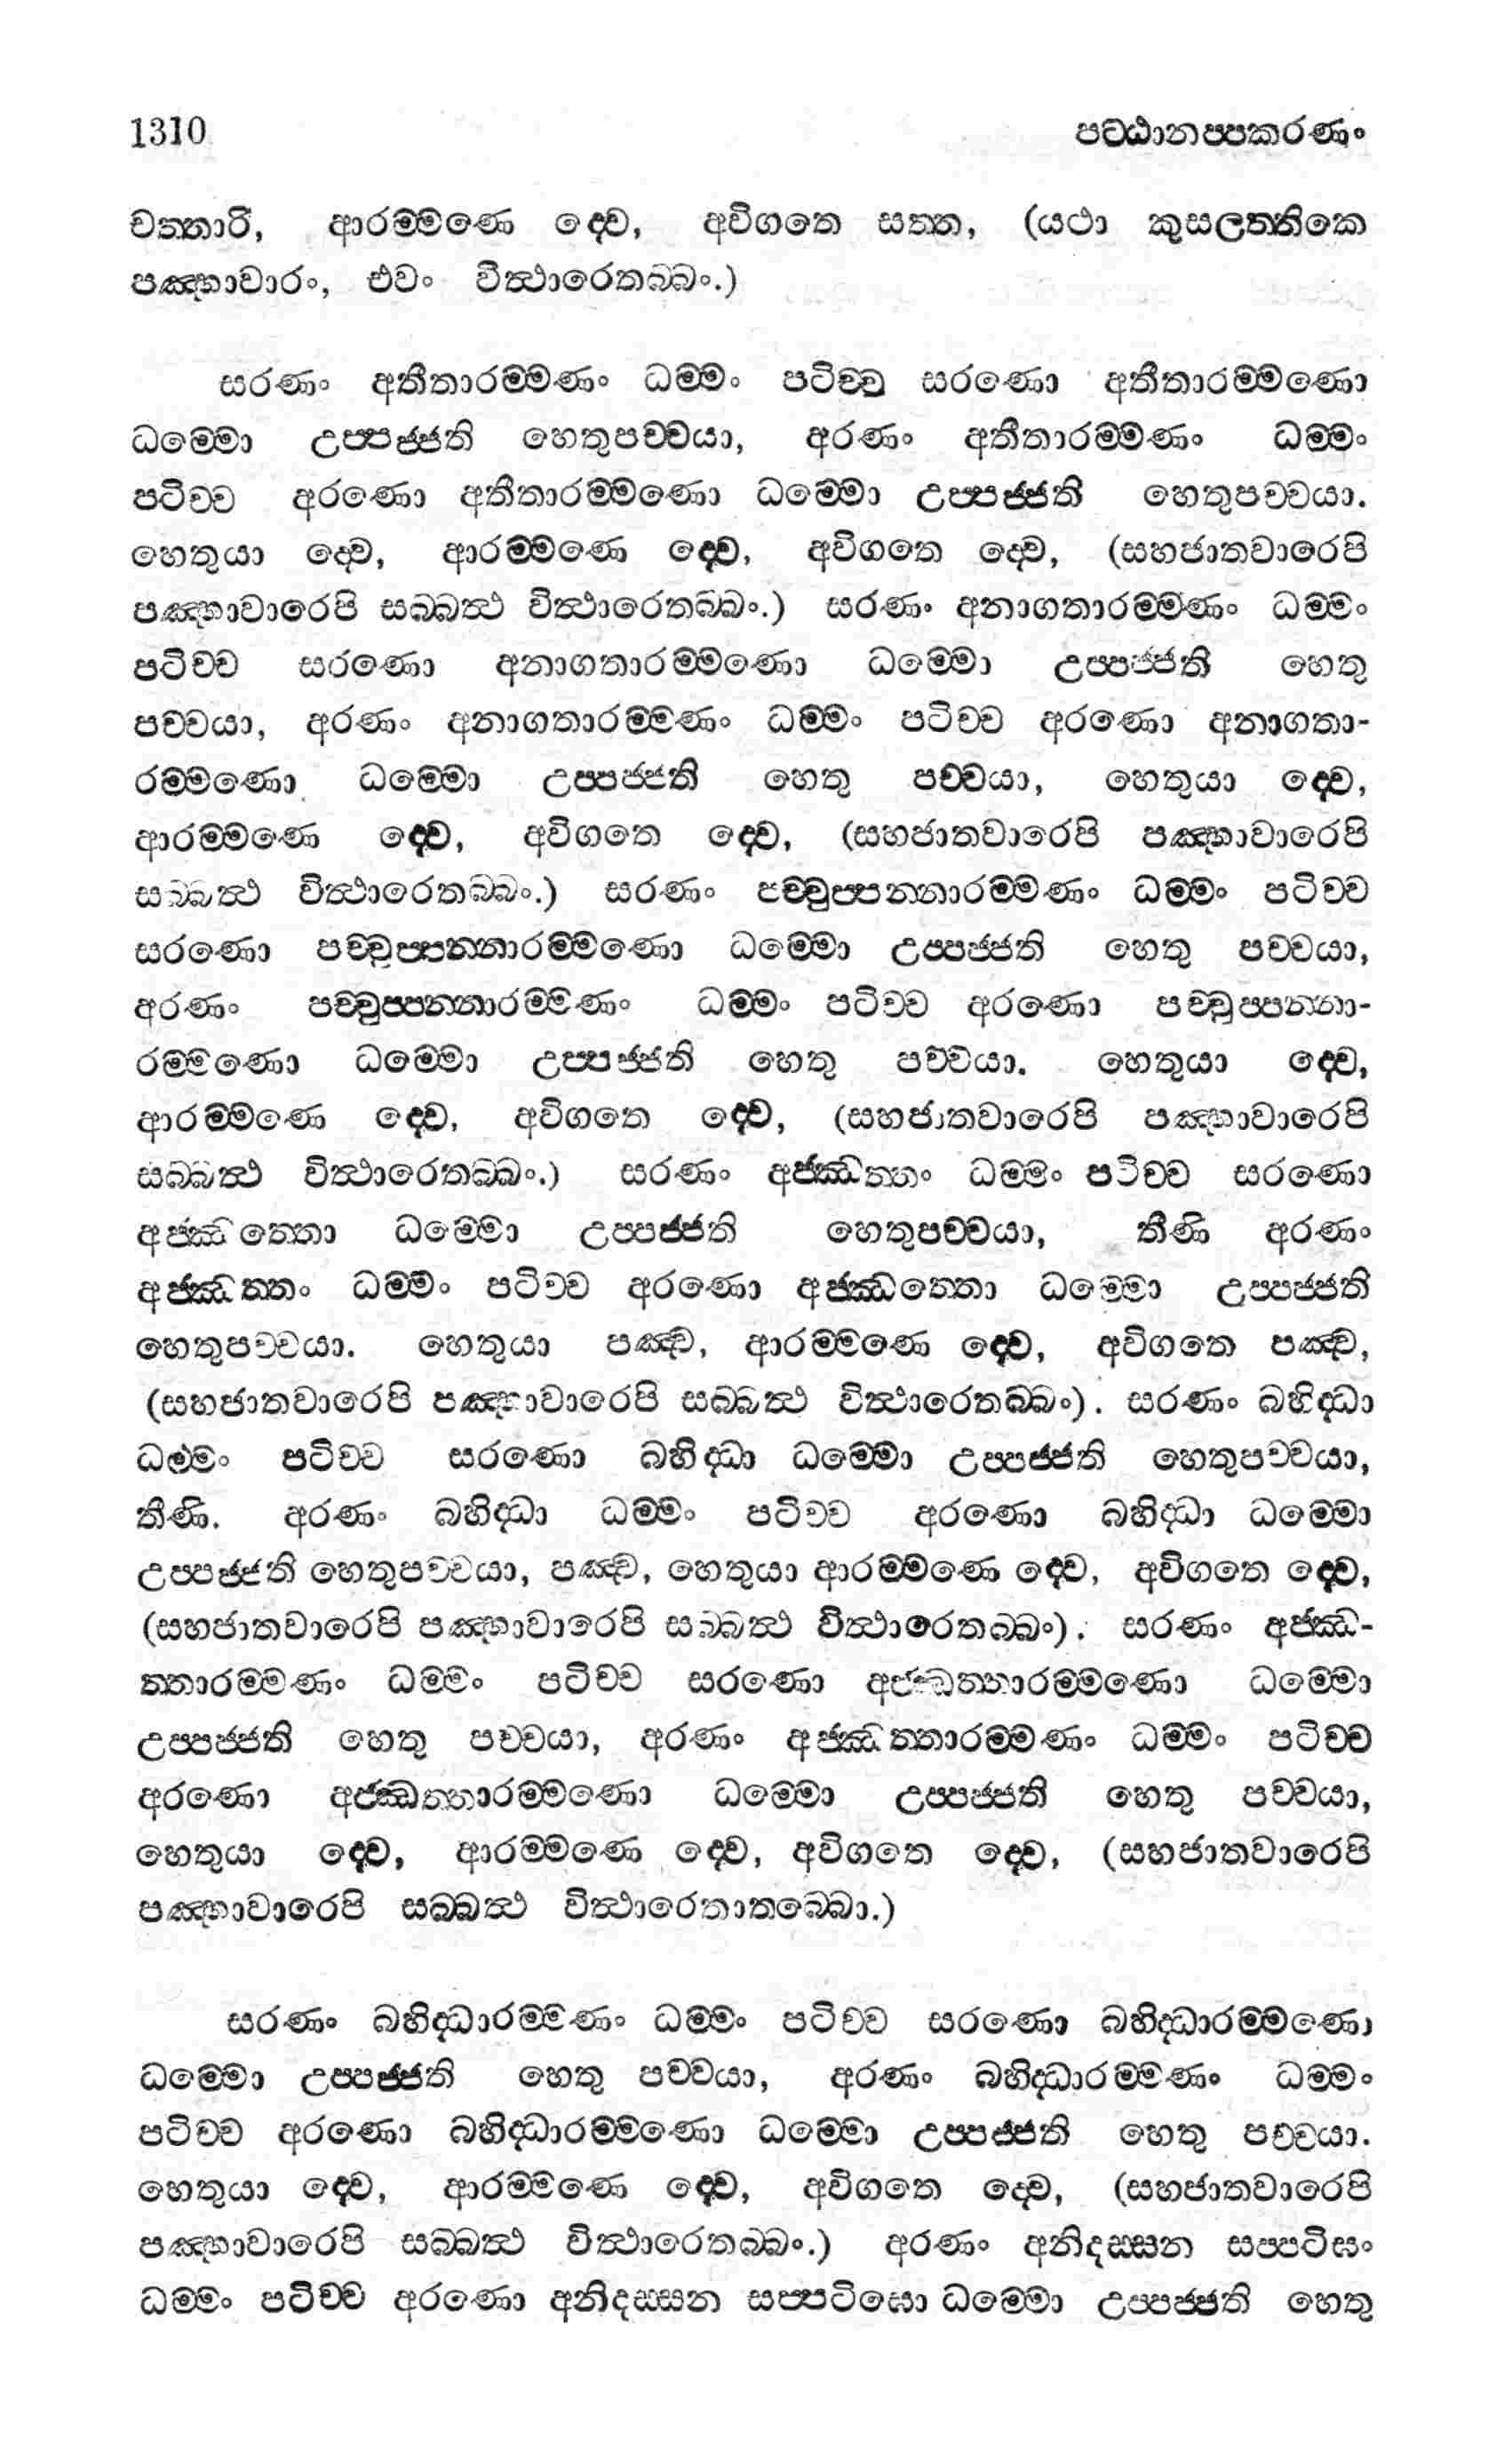 1310 පට්ඨානප්පකරණං
චත්තාරි, ආරම්මණෙ ද්වෙ, අවිගතෙ සත්ත, (යථා කුසලත්තිකෙ
පඤ්හාවාරං, එවං විත්ථාරෙතබ්බං.)
සරණං අතීතාරම්මණං ධම්මං පටිච්චු සරණො අතීතාරම්මණො
ධම්මො උප්පජ්ජති හෙතුපච්චයා, අරණං අතීතාරම්මණං ධම්මං
පටිච්ච අරණො අතීතාරම්මණො ධම්මො උප්පජ්ජති හෙතුපච්චයා.
හෙතුයා ද්වෙ, ආරම්මණෙ ද්වෙ, අවිගතෙ ද්වෙ, (සහජාතවාරෙපි
පඤ්හාවාරෙපි සබ්බත්ථ විත්ථාරෙතබ්බං.) සරණං අනාගතාරම්මණං ධම්මං
පටිච්ච සරණො අනාගතාරම්මණො ධම්මො උප්පජ්ජති හෙතු
පච්චයා, අරණං අනාගතාරම්මණං ධම්මං පටිච්ච අරණො අනාගතා-
රම්මණො ධම්මො උප්පජ්ජති හෙතු පච්චයා, හෙතුයා ද්වෙ,
ආරම්මණෙ ද්වෙ, අවිගතෙ ද්වෙ, (සහජාතවාරෙපි පඤ්හාවාරෙපි
සබ්බත්ථ විත්ථාරෙතබ්බං.) සරණං පච්චුප්පන්නාරම්මණං ධම්මං පටිච්ච
සරණො පච්චුප්පන්නාරම්මණො ධම්මො උප්පජ්ජති හෙතු පච්චයා,
අරණං පච්චුප්පන්නාරම්මණං ධම්මං පටිච්ච අරණො පච්චුප්පන්නා-
රම්මණො ධම්මො උප්පජ්ජති හෙතු පච්චයා. හෙතුයා ද්වෙ,
ආරම්මණෙ ද්වෙ, අවිගතෙ ද්වෙ, (සහජාතවාරෙපි පඤ්හාවාරෙපි
සබ්බත්ථ විත්ථාරෙතබ්බං.) සරණං අජ්ඣත්තං ධම්මං පටිච්ච සරණො
අජ්ඣත්තො ධම්මො උප්පජ්ජති හෙතුපච්චයා, තීණි අරණං
අජ්ඣත්තං ධම්මං පටිච්ච අරණො අජ්ඣත්තො ධම්මො උප්පජ්ජති
හෙතුපච්චයා. හෙතුයා පඤ්ච, ආරම්මණෙ ද්වෙ, අවිගතෙ පඤ්ච,
(සහජාතවාරෙපි පඤ්හාවාරෙපි සබ්බත්ථ විත්ථාරෙතබ්බං). සරණං බහිද්ධා
ධම්මං පටිච්ච සරණො බහිද්ධා ධම්මො උප්පජ්ජති හෙතුපච්චයා,
තීණි. අරණං බහිද්ධා ධම්මං පටිච්ච අරණො බහිද්ධා ධම්මො
උප්පජ්ජති හෙතුපච්චයා, පඤ්ච, හෙතුයා ආරම්මණෙ ද්වෙ, අවිගතෙ ද්වෙ,
(සහජාතවාරෙපි පඤ්හාවාරෙපි සබ්බත්ථ විත්ථාරෙතබ්බං). සරණං අජ්ඣ-
ත්තාරම්මණං ධම්මං පටිච්ච සරණො අජ්ඣත්තාරම්මණො ධම්මො
උප්පජ්ජති හෙතු පච්චයා, අරණං අජ්ඣත්තාරම්මණං ධම්මං පටිච්ච
අරණො අජ්ඣත්තාරම්මණො ධම්මො උප්පජ්ජති හෙතු පච්චයා,
හෙතුයා ද්වෙ, ආරම්මණෙ ද්වෙ, අවිගතෙ ද්වෙ, (සහජාතවාරෙපි
පඤ්හාවාරෙපි සබ්බත්ථ විත්ථාරෙතාතබ්බො.)
සරණං බහිද්ධාරම්මණං ධම්මං පටිච්ච සරණො බහිද්ධාරම්මණො
ධම්මො උප්පජ්ජති හෙතු පච්චයා, අරණං බහිද්ධාරම්මණං ධම්මං
පටිච්ච අරණො බහිද්ධාරම්මණො ධම්මො උප්පජ්ජති හෙතු පච්චයා.
හෙතුයා ද්වෙ, ආරම්මණෙ ද්වෙ, අවිගතෙ ද්වෙ, (සහජාතවාරෙපි
පඤ්හාවාරෙපි සබ්බත්ථ විත්ථාරෙතබ්බං.) අරණං අනිදස්සන සප්පටිඝං
ධම්මං පටිච්ච අරණො අනිදස්සන සප්පටිඝො ධම්මො උප්පජ්ජති හෙතු